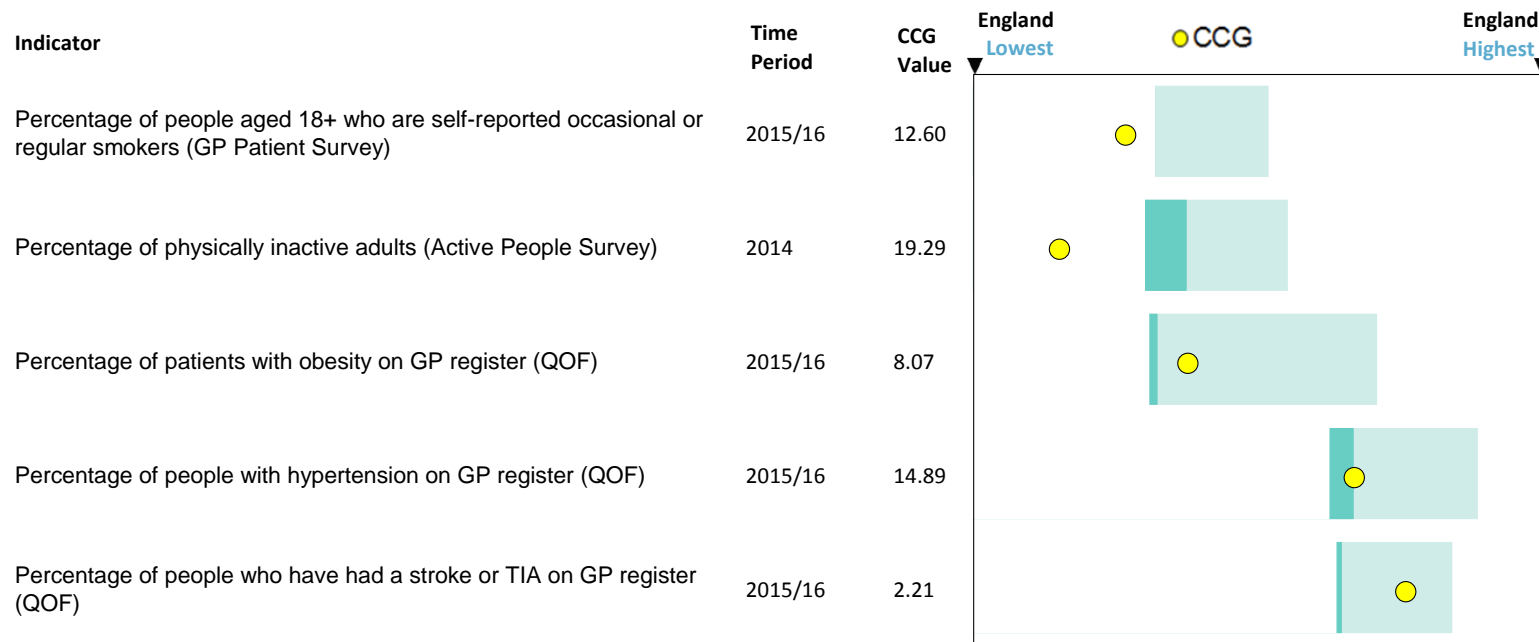 Indicator
Time
Period
CCG
Value
England
Lowest
CCG
England
Highest
Percentage of people aged 18+ who are self-reported occasional or
regular smokers (GP Patient Survey)
2015/16
12.60
Percentage of physically inactive adults (Active People Survey)
2014
19.29
Percentage of patients with obesity on GP register (QOF)
2015/16
8.07
Percentage of people with hypertension on GP register (QOF)
2015/16
14.89
Percentage of people who have had a stroke or TIA on GP register
(QOF)
2015/16
2.21